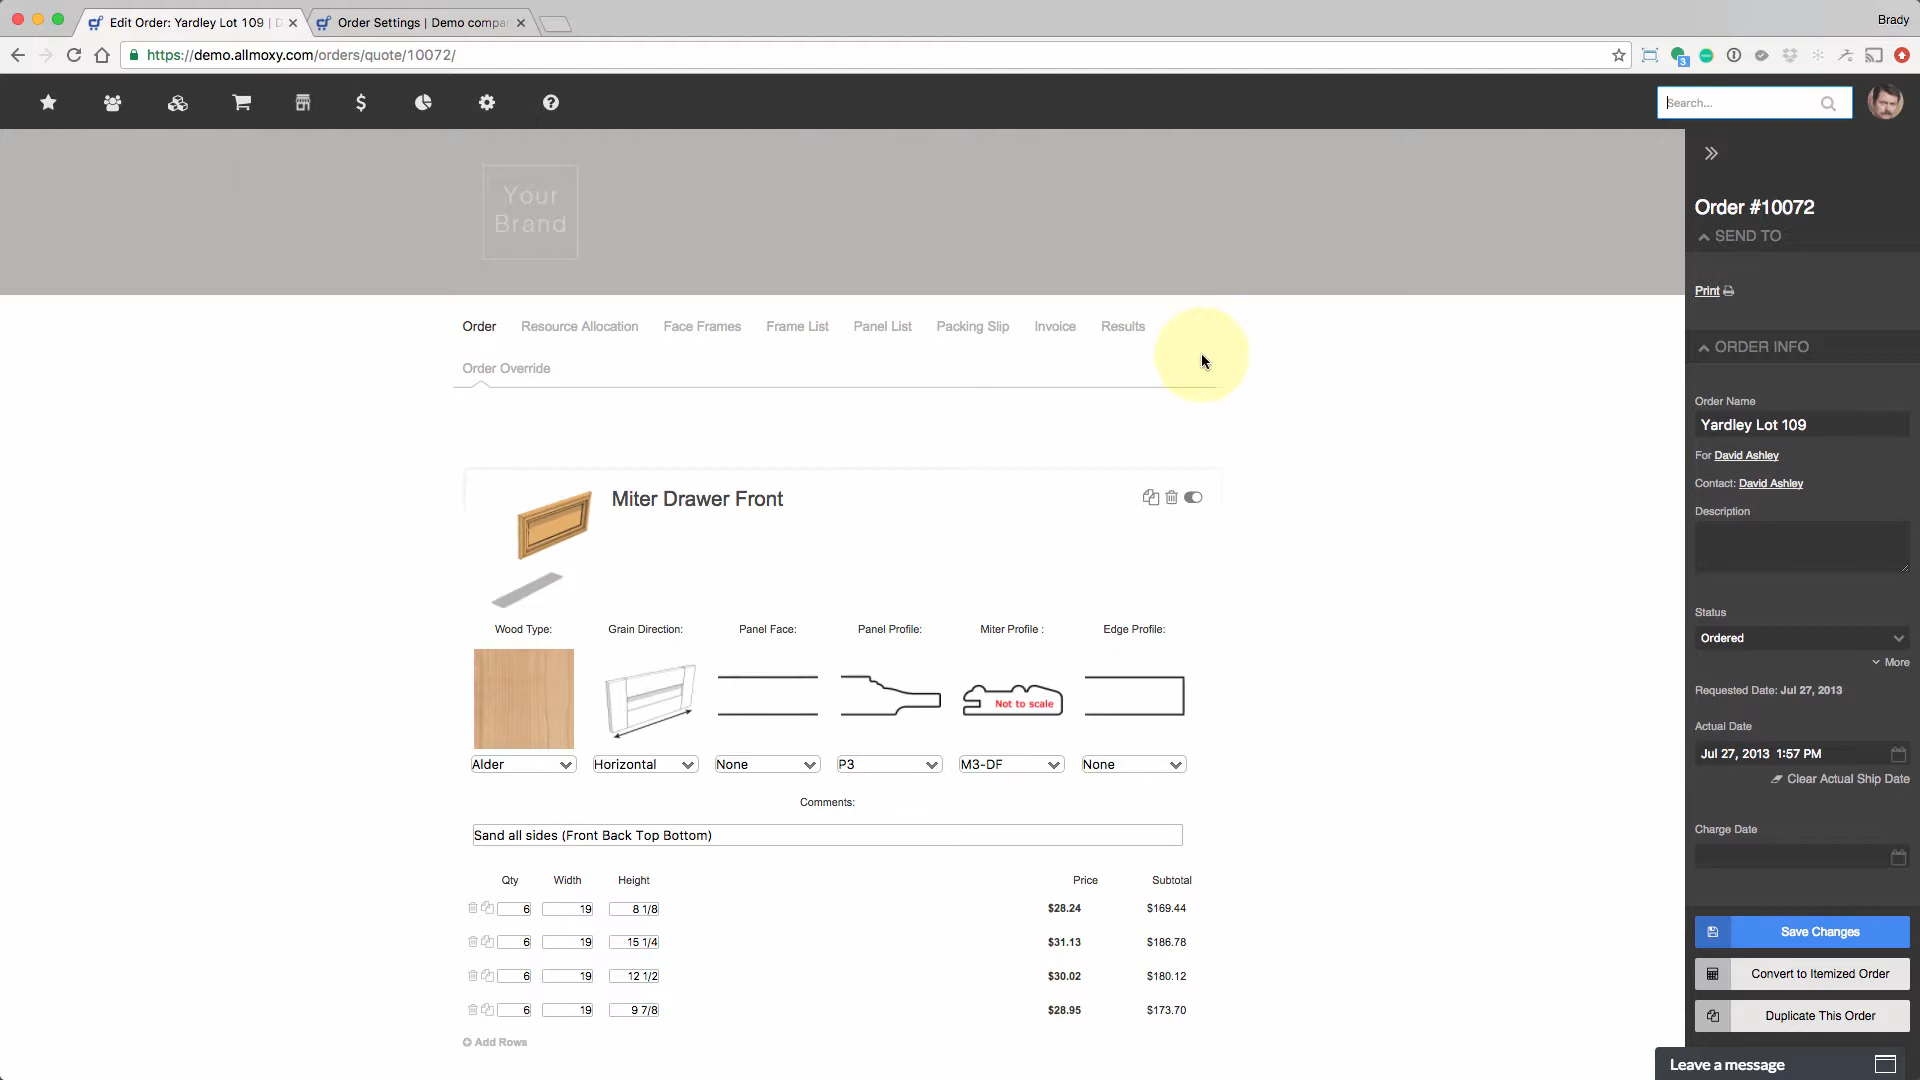 Edit Order: Yardley Lot 109 | D
Order Settings | Demo compar
Brady
https://demo.allmoxy.com/orders/quote/10072/
3
$
Search...
Your
Brand
Order #10072
SEND TO
Print
Order
Resource Allocation
Face Frames
Frame List
Panel List
Packing Slip
Invoice
Results
Order Override
ORDER INFO
Order Name
Yardley Lot 109
For David Ashley
Contact: David Ashley
Description
Status
Ordered
More
Requested Date: Jul 27, 2013
Actual Date
Jul 27, 2013 1:57 PM
Clear Actual Ship Date
Charge Date
Save Changes
Convert to Itemized Order
Duplicate This Order
Leave a message
Miter Drawer Front
Wood Type:
Grain Direction:
Panel Face:
Panel Profile:
Miter Profile :
Edge Profile:
Not to scale
Alder
Horizontal
None
P3
M3-DF
None
Comments:
Sand all sides (Front Back Top Bottom)
Qty Width Height Price Subtotal
6 19 8 1/8 $28.24 $169.44
6 19 15 1/4 $31.13 $186.78
6 19 12 1/2 $30.02 $180.12
6 19 9 7/8 $28.95 $173.70
Add Rows